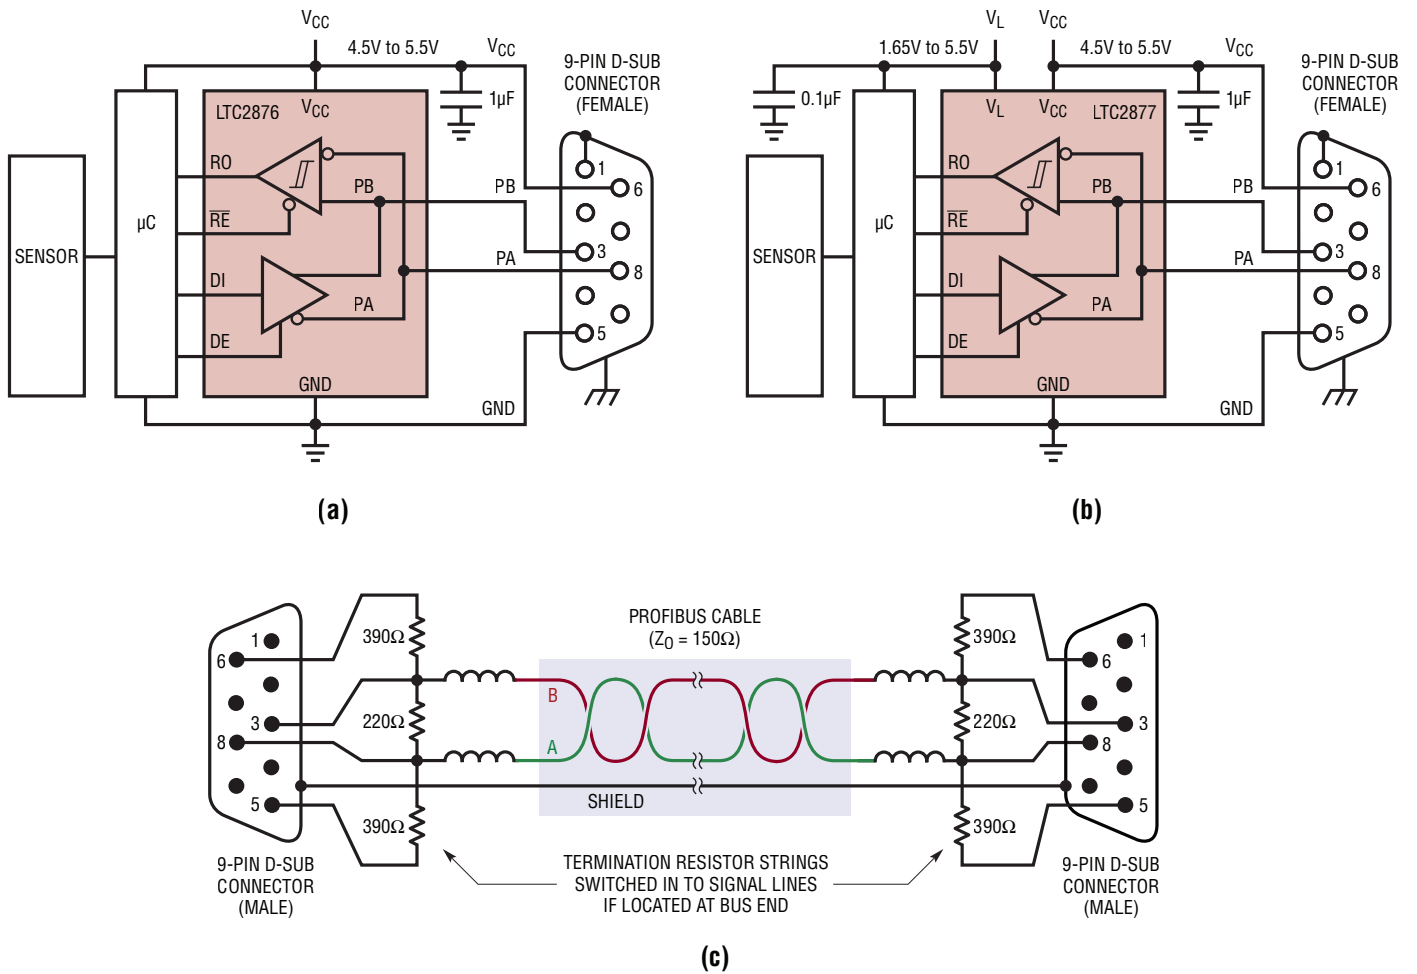 VCC
4.5V to 5.5V
VCC
9-PIN D-SUB
CONNECTOR
(FEMALE)
1µF
LTC2876
VCC
RO
RE
DI
DE
PB
PA
GND
µC
SENSOR
PB
PA
GND
1
6
3
8
5
(a)
VL
VCC
1.65V to 5.5V
4.5V to 5.5V
VCC
9-PIN D-SUB
CONNECTOR
(FEMALE)
0.1µF
1µF
VL
VCC
LTC2877
RO
RE
DI
DE
PB
PA
GND
µC
SENSOR
PB
PA
GND
1
6
3
8
5
(b)
PROFIBUS CABLE
(Z0 = 150Ω)
1
6
3
8
5
390Ω
220Ω
390Ω
B
A
SHIELD
390Ω
220Ω
390Ω
1
6
3
8
5
9-PIN D-SUB
CONNECTOR
(MALE)
TERMINATION RESISTOR STRINGS
SWITCHED IN TO SIGNAL LINES
IF LOCATED AT BUS END
9-PIN D-SUB
CONNECTOR
(MALE)
(c)